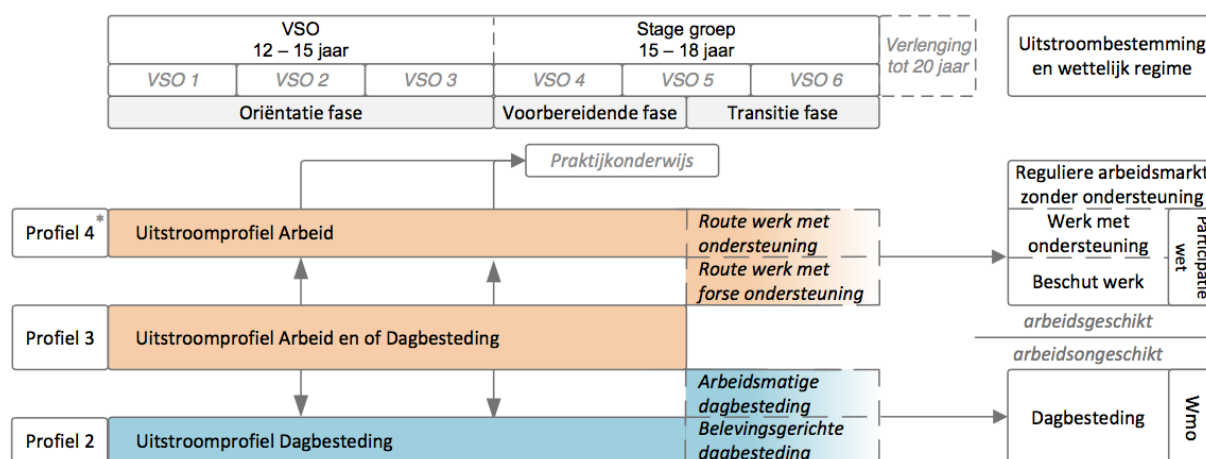 VSO
12 – 15 jaar
Stage groep
15 – 18 jaar
Verlenging
tot 20 jaar
Uitstroombestemming
en wettelijk regime
VSO 1
VSO 2
VSO 3
VSO 4
VSO 5
VSO 6
Oriëntatie fase
Voorbereidende fase
Transitie fase
Praktijkonderwijs
Reguliere arbeidsmarkt
zonder ondersteuning
Profiel 4 *
Uitstroomprofiel Arbeid
Route werk met
ondersteuning
Route werk met
forse ondersteuning
Werk met
ondersteuning
Beschut werk
Participatie
wet
Profiel 3
Uitstroomprofiel Arbeid en of Dagbesteding
arbeidsgeschikt
arbeidsongeschikt
Arbeidsmatige
dagbesteding
Belevingsgerichte
dagbesteding
Dagbesteding
Wmo
Profiel 2
Uitstroomprofiel Dagbesteding